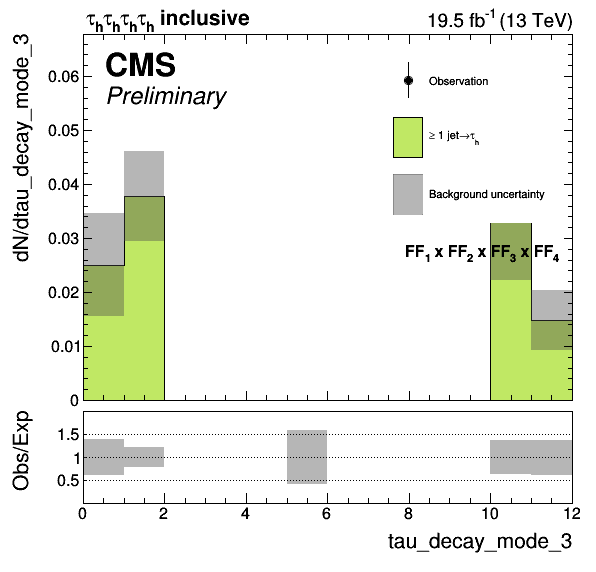 τhτhτhτh inclusive
19.5 fb-1 (13 TeV)
CMS
Preliminary
Observation
≥ 1 jet→τh
Background uncertainty
FF1 x FF2 x FF3 x FF4
dN/dtau_decay_mode_3
0.06
0.05
0.04
0.03
0.02
0.01
0
Obs/Exp
1.5
1
0.5
0 2 4 6 8 10 12
tau_decay_mode_3